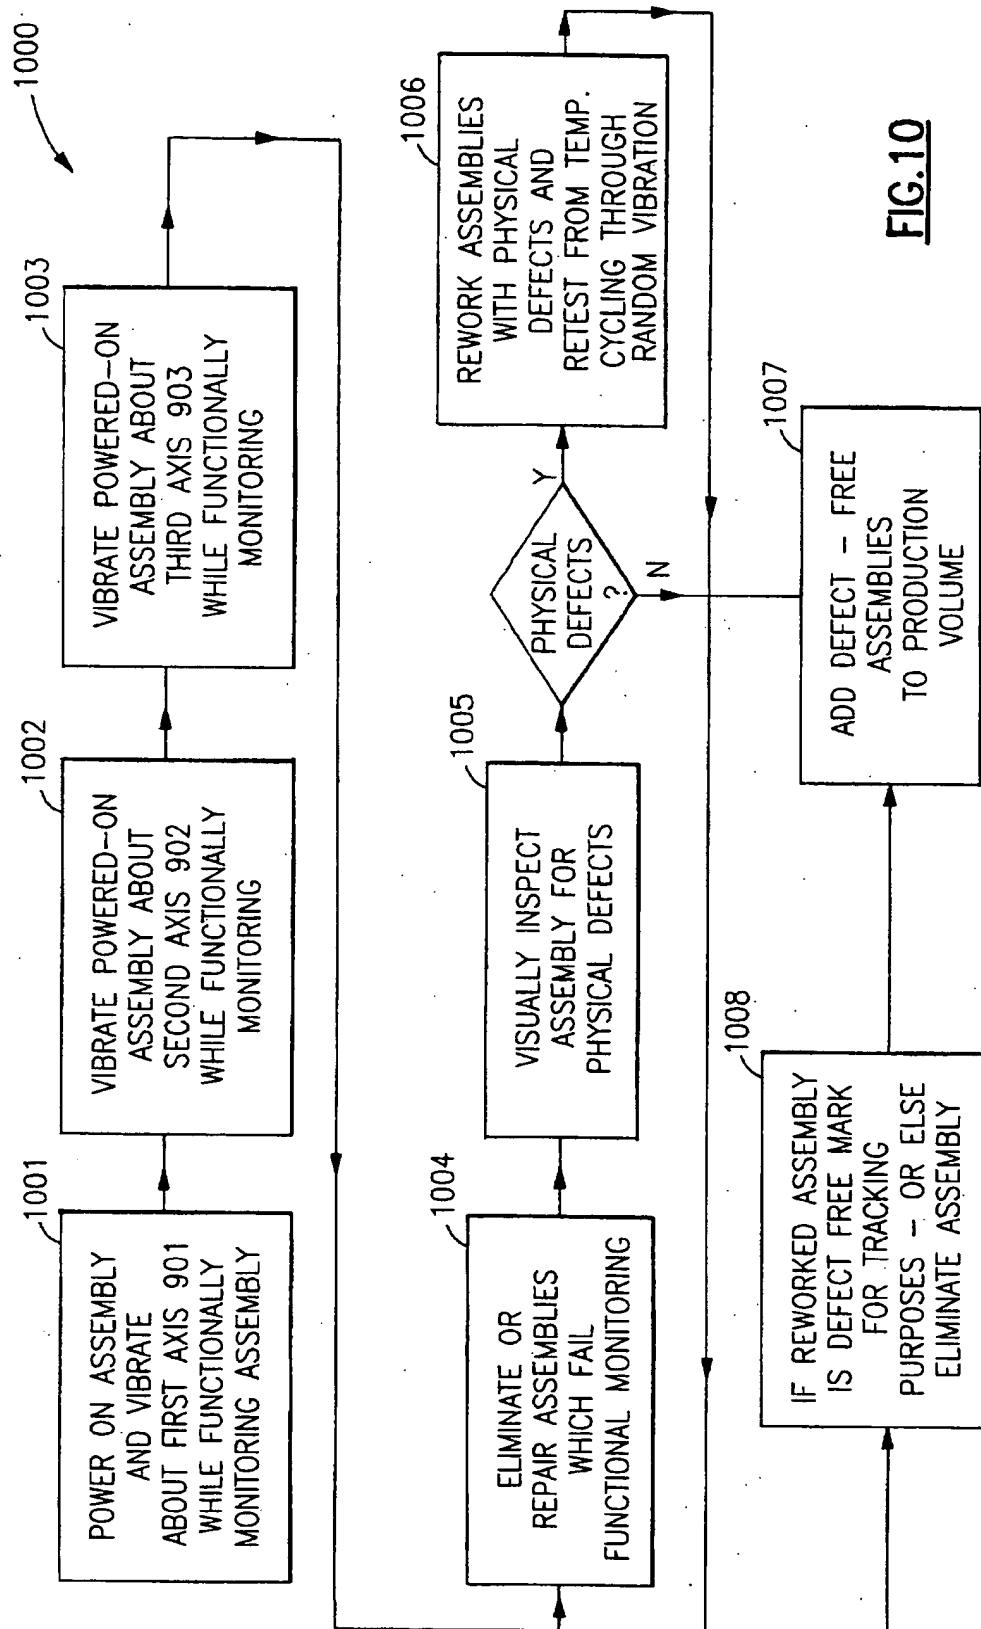 1000
1001
POWER ON ASSEMBLY
AND VIBRATE
ABOUT FIRST AXIS 901
WHILE FUNCTIONALLY
MONITORING ASSEMBLY
1002
VIBRATE POWERED-ON
ASSEMBLY ABOUT
SECOND AXIS 902
WHILE FUNCTIONALLY
MONITORING
1003
VIBRATE POWERED-ON
ASSEMBLY ABOUT
THIRD AXIS 903
WHILE FUNCTIONALLY
MONITORING
1004
ELIMINATE OR
REPAIR ASSEMBLIES
WHICH FAIL
FUNCTIONAL MONITORING
1005
VISUALLY INSPECT
ASSEMBLY FOR
PHYSICAL DEFECTS
PHYSICAL
DEFECTS
?
Y
N
1006
REWORK ASSEMBLIES
WITH PHYSICAL
DEFECTS AND
RETEST FROM TEMP.
CYCLING THROUGH
RANDOM VIBRATION
1008
IF REWORKED ASSEMBLY
IS DEFECT FREE MARK
FOR TRACKING
PURPOSES - OR ELSE
ELIMINATE ASSEMBLY
1007
ADD DEFECT - FREE
ASSEMBLIES
TO PRODUCTION
VOLUME
FIG.10